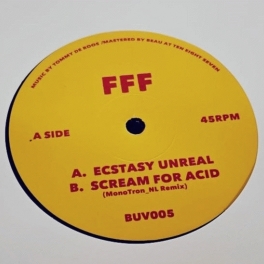 MUSIC BY TOMMY DE ROOS /MASTERED BY BEAU AT TEN EIGHT SEVEN
FFF
.A SIDE
45RPM
A. ECSTASY UNREAL
B. SCREAM FOR ACID
(MonoTron_NL Remix)
BUV005